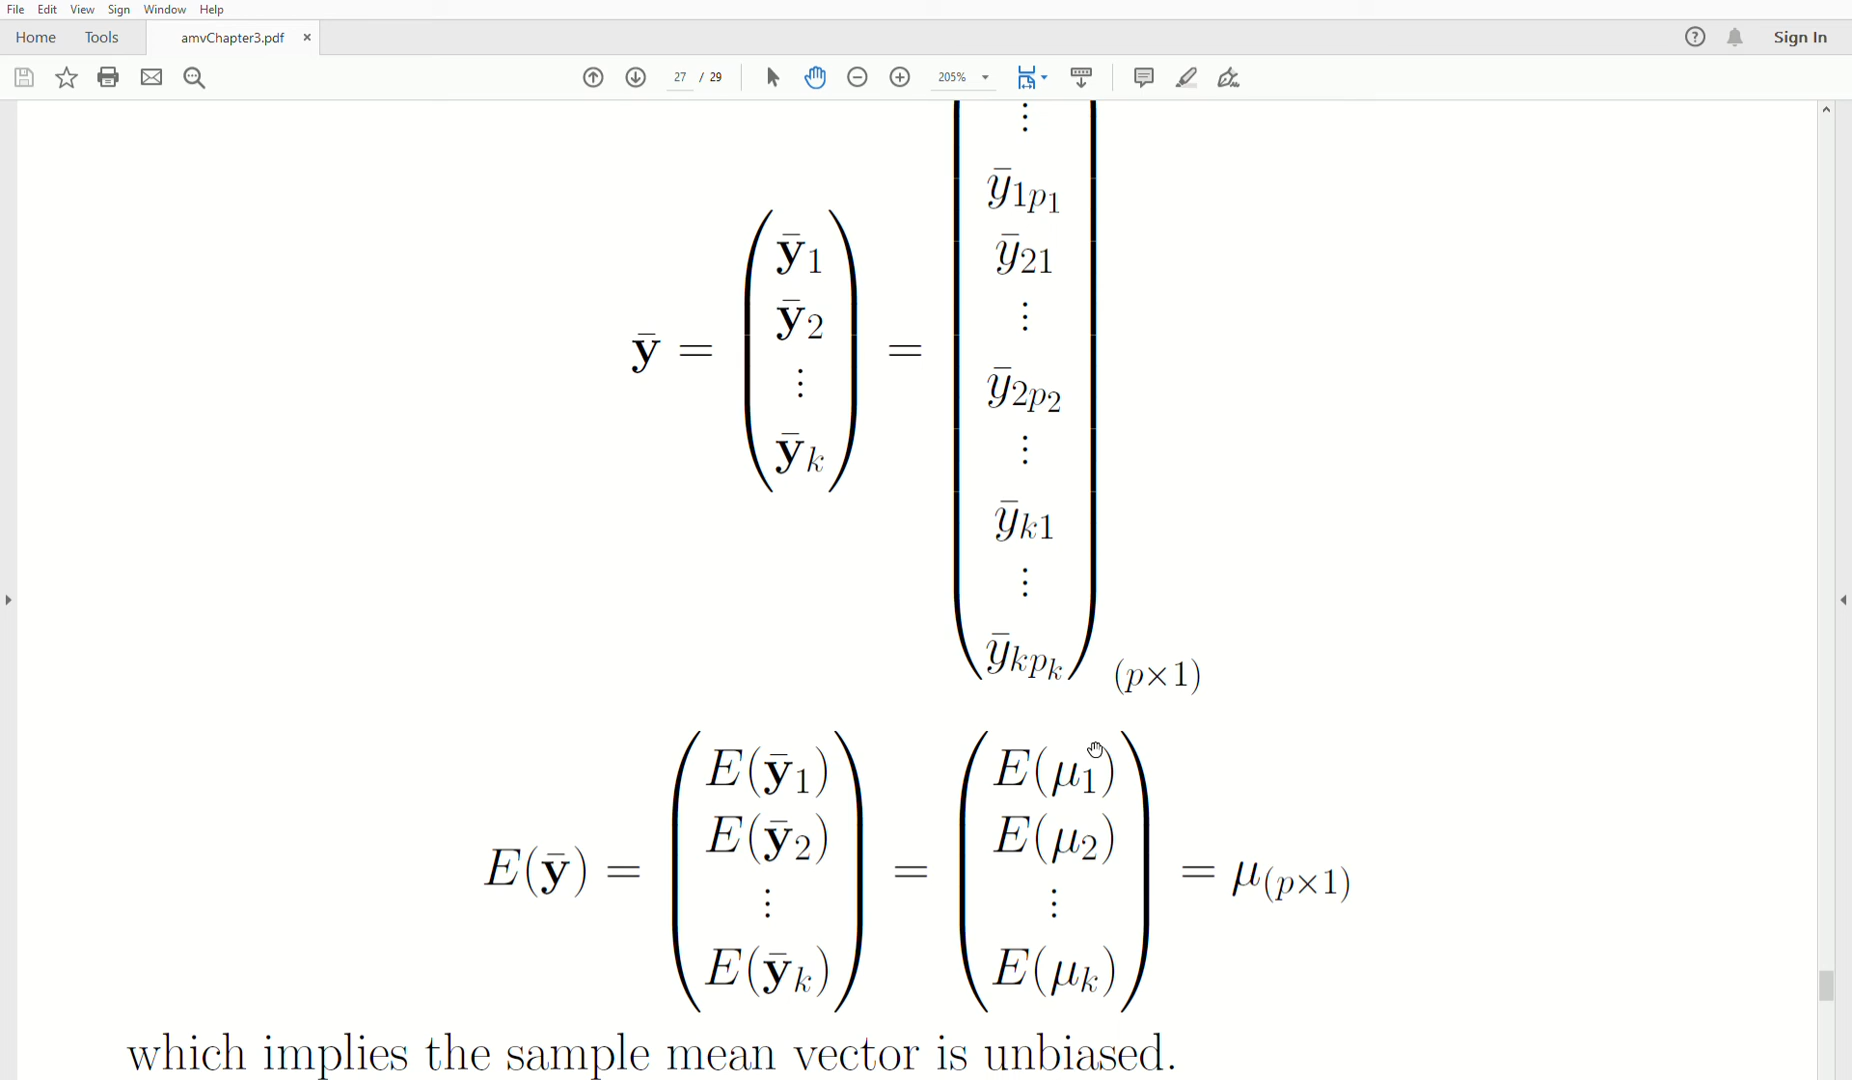 File Edit View Sign Window Help
Home Tools amvChapter3.pdf × Sign In
27 / 29 205%
⋮
ȳ1p1
ȳ21
⋮
ȳ = (ȳ1 ȳ2 ⋮ ȳk) =
ȳ2p2
⋮
ȳk1
⋮
ȳkpk (p×1)
E(ȳ) = (E(ȳ1) E(ȳ2) ⋮ E(ȳk)) = (E(μ1) E(μ2) ⋮ E(μk)) = μ(p×1)
which implies the sample mean vector is unbiased.